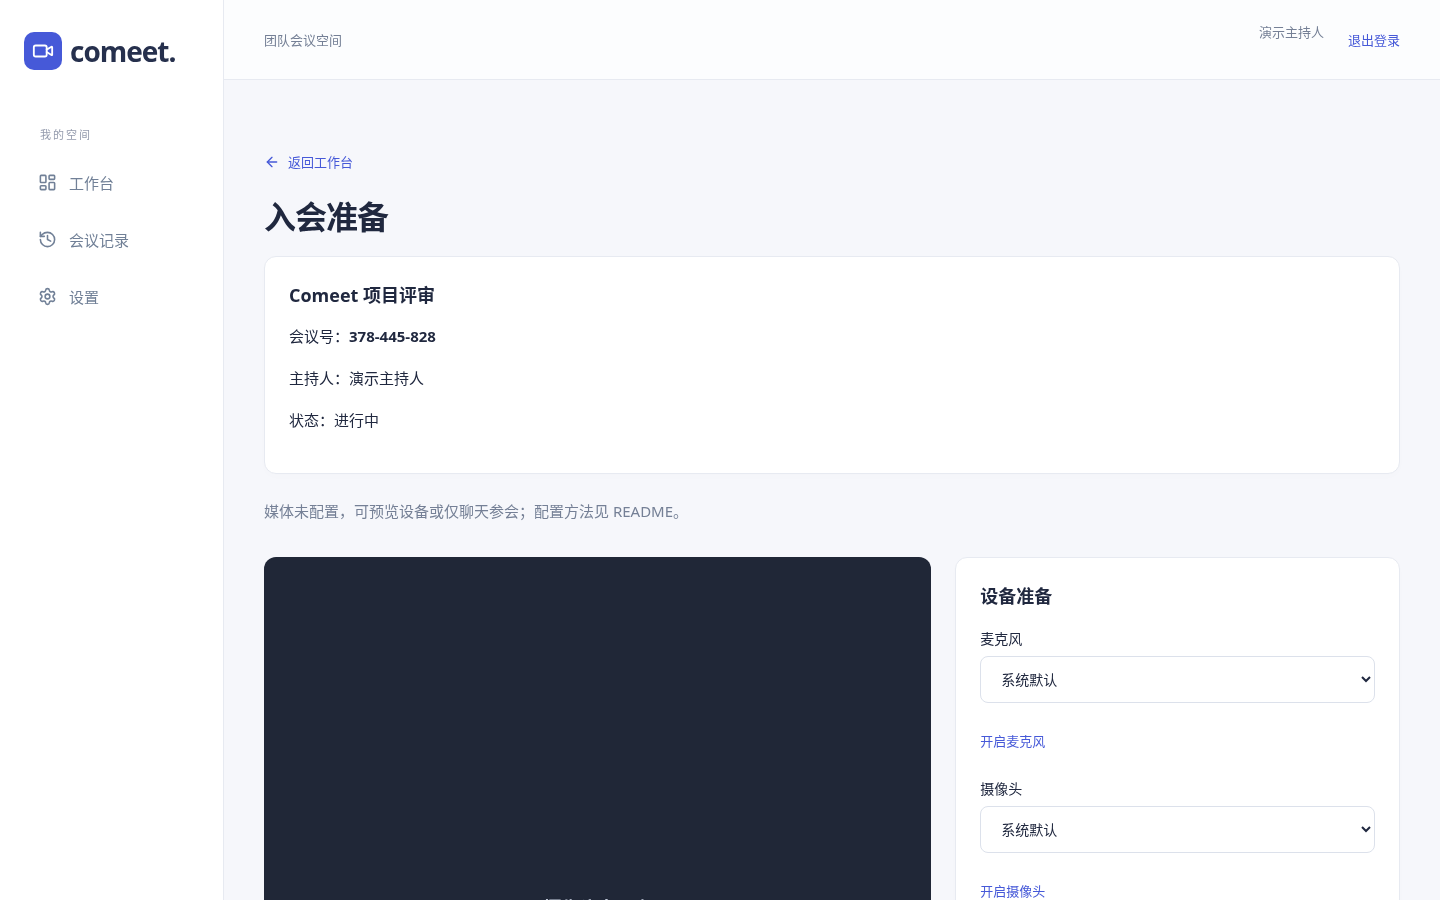 comeet.
我的空间
工作台
会议记录
设置
团队会议空间
演示主持人
退出登录
返回工作台
入会准备
Comeet 项目评审
会议号：378-445-828
主持人：演示主持人
状态：进行中
媒体未配置，可预览设备或仅聊天参会；配置方法见 README。
设备准备
麦克风
系统默认
开启麦克风
摄像头
系统默认
开启摄像头